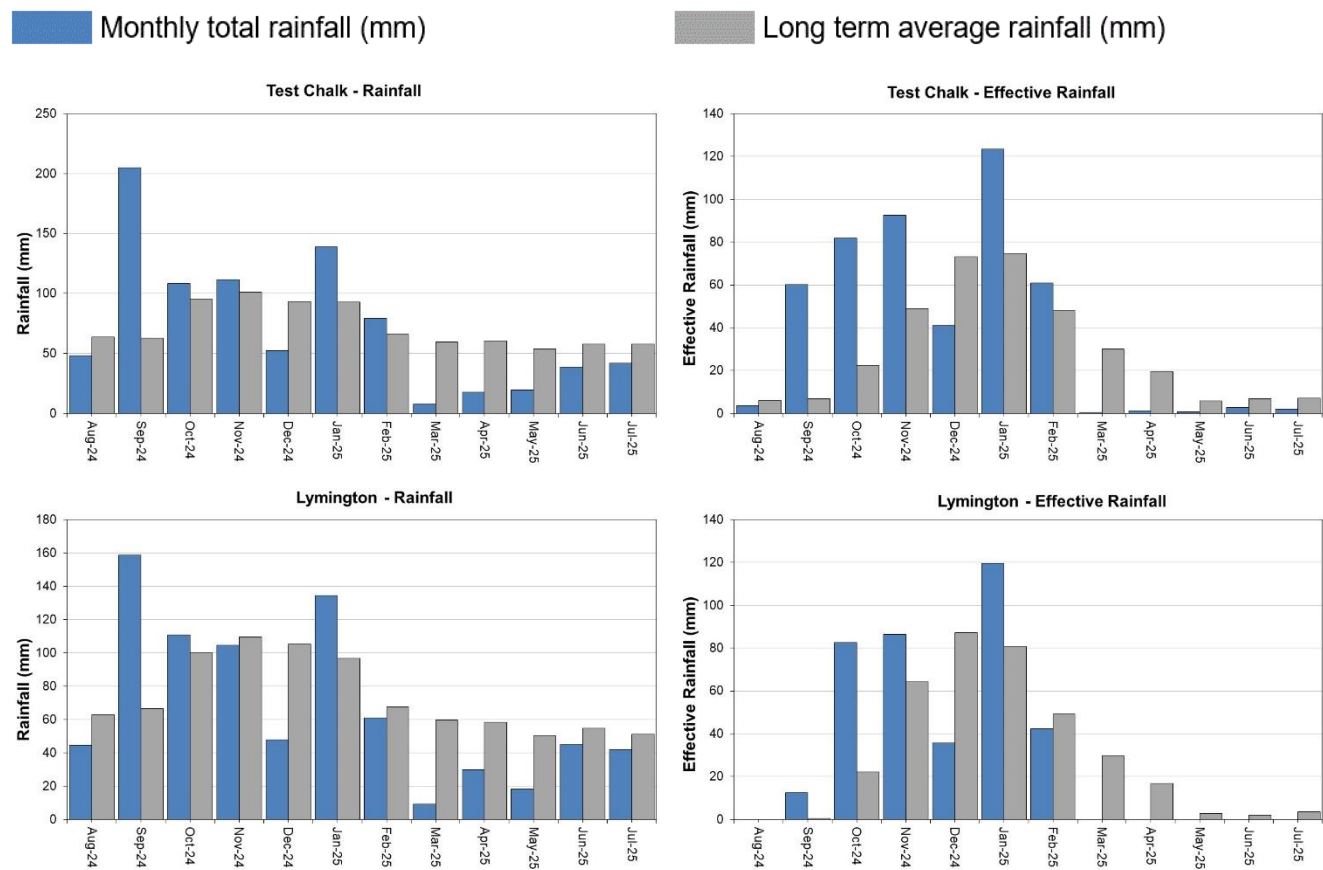 Monthly total rainfall (mm)
Long term average rainfall (mm)
Test Chalk - Rainfall
Rainfall (mm)
250
200
150
100
50
0
Aug-24
Sep-24
Oct-24
Nov-24
Dec-24
Jan-25
Feb-25
Mar-25
Apr-25
May-25
Jun-25
Jul-25
Test Chalk - Effective Rainfall
Effective Rainfall (mm)
140
120
100
80
60
40
20
0
Aug-24
Sep-24
Oct-24
Nov-24
Dec-24
Jan-25
Feb-25
Mar-25
Apr-25
May-25
Jun-25
Jul-25
Lymington - Rainfall
Rainfall (mm)
180
160
140
120
100
80
60
40
20
0
Aug-24
Sep-24
Oct-24
Nov-24
Dec-24
Jan-25
Feb-25
Mar-25
Apr-25
May-25
Jun-25
Jul-25
Lymington - Effective Rainfall
Effective Rainfall (mm)
140
120
100
80
60
40
20
0
Aug-24
Sep-24
Oct-24
Nov-24
Dec-24
Jan-25
Feb-25
Mar-25
Apr-25
May-25
Jun-25
Jul-25